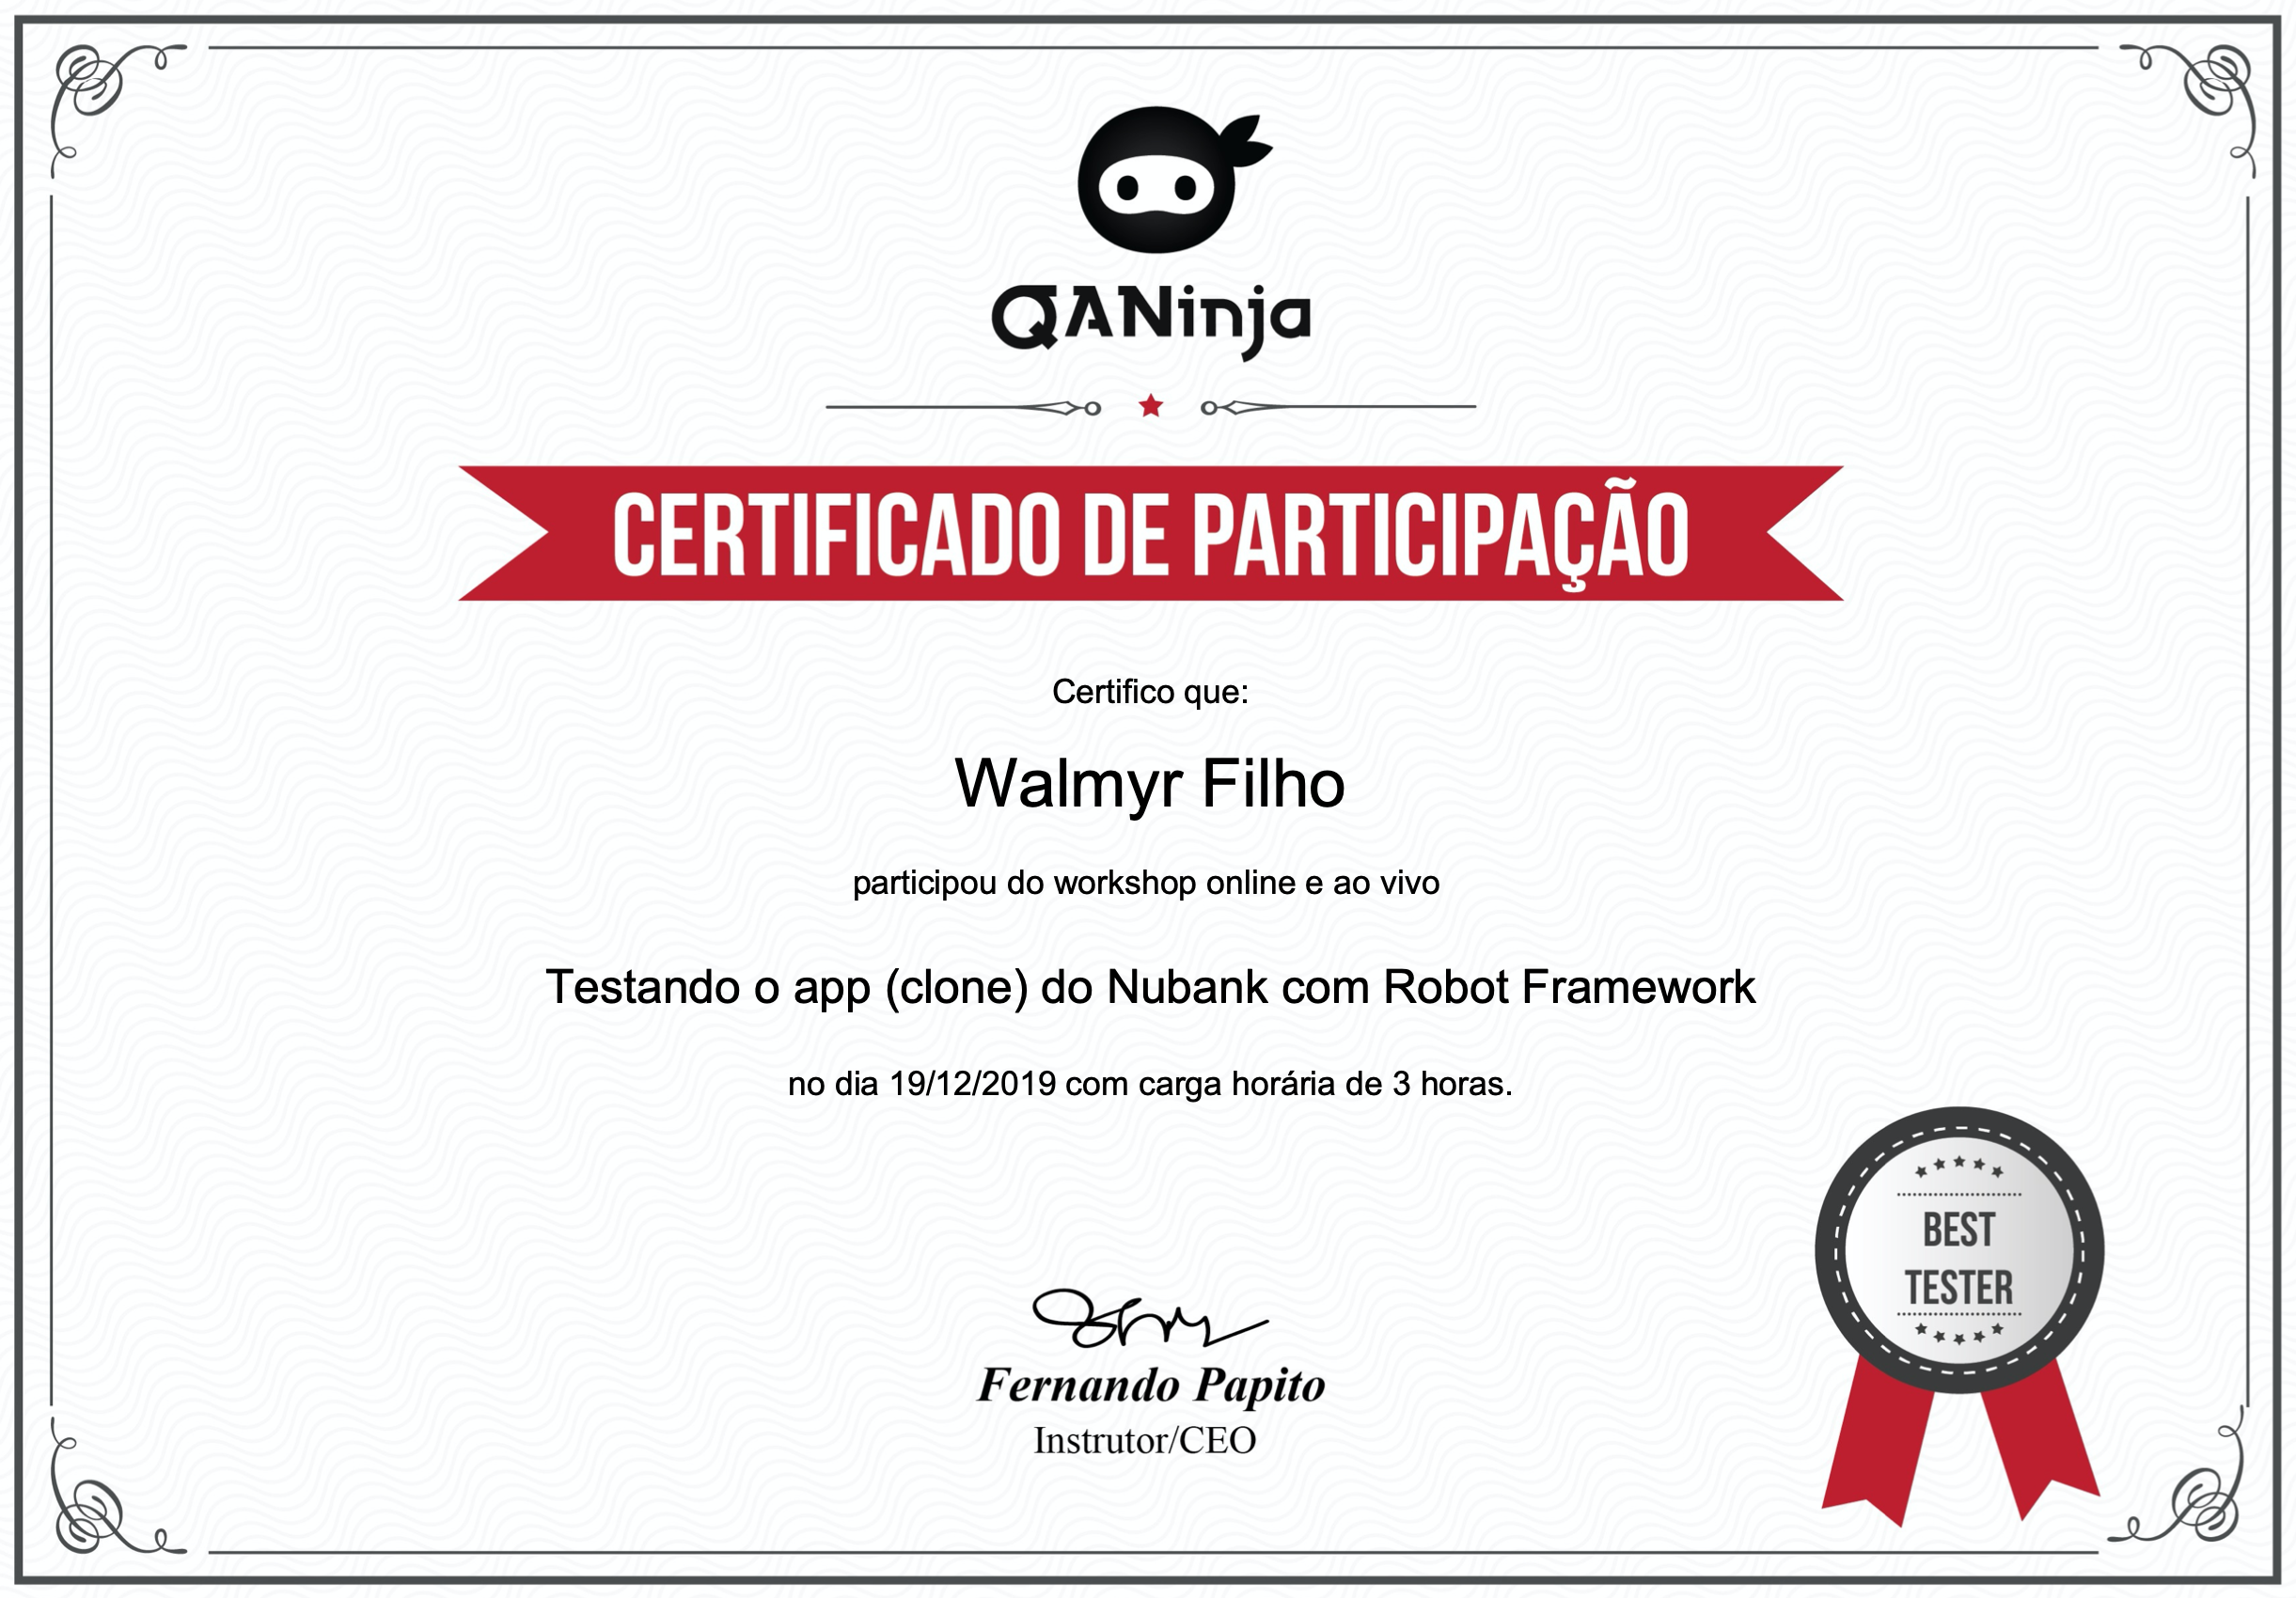 QANinja
CERTIFICADO DE PARTICIPAÇÃO
Certifico que:
Walmyr Filho
participou do workshop online e ao vivo
Testando o app (clone) do Nubank com Robot Framework
no dia 19/12/2019 com carga horária de 3 horas.
BEST
TESTER
Fernando Papito
Instrutor/CEO